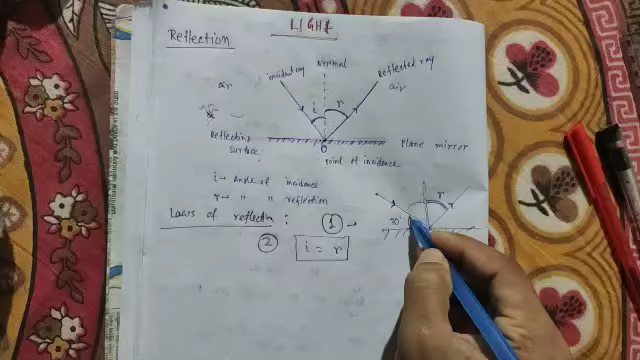 LIGHT
Reflection
Normal
air
incident ray
Reflected ray
air
i
r
Reflecting
surface
Plane mirror
O
point of incidence
i → Angle of incidence
r → " " reflection
Laws of reflection :
① →
② i = r
r
30°